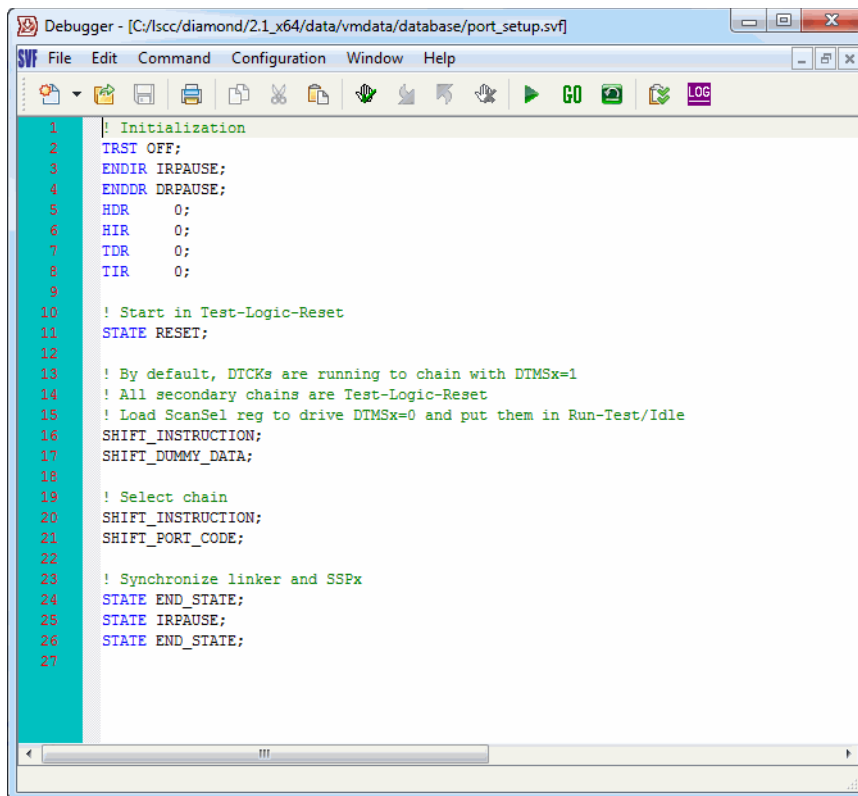 Debugger - [C:/lscc/diamond/2.1_x64/data/vmdata/database/port_setup.svf]
SVF File Edit Command Configuration Window Help
GO LOG
1 ! Initialization
2 TRST OFF;
3 ENDIR IRPAUSE;
4 ENDDR DRPAUSE;
5 HDR 0;
6 HIR 0;
7 TDR 0;
8 TIR 0;
9
10 ! Start in Test-Logic-Reset
11 STATE RESET;
12
13 ! By default, DTCKs are running to chain with DTMSx=1
14 ! All secondary chains are Test-Logic-Reset
15 ! Load ScanSel reg to drive DTMSx=0 and put them in Run-Test/Idle
16 SHIFT_INSTRUCTION;
17 SHIFT_DUMMY_DATA;
18
19 ! Select chain
20 SHIFT_INSTRUCTION;
21 SHIFT_PORT_CODE;
22
23 ! Synchronize linker and SSPx
24 STATE END_STATE;
25 STATE IRPAUSE;
26 STATE END_STATE;
27